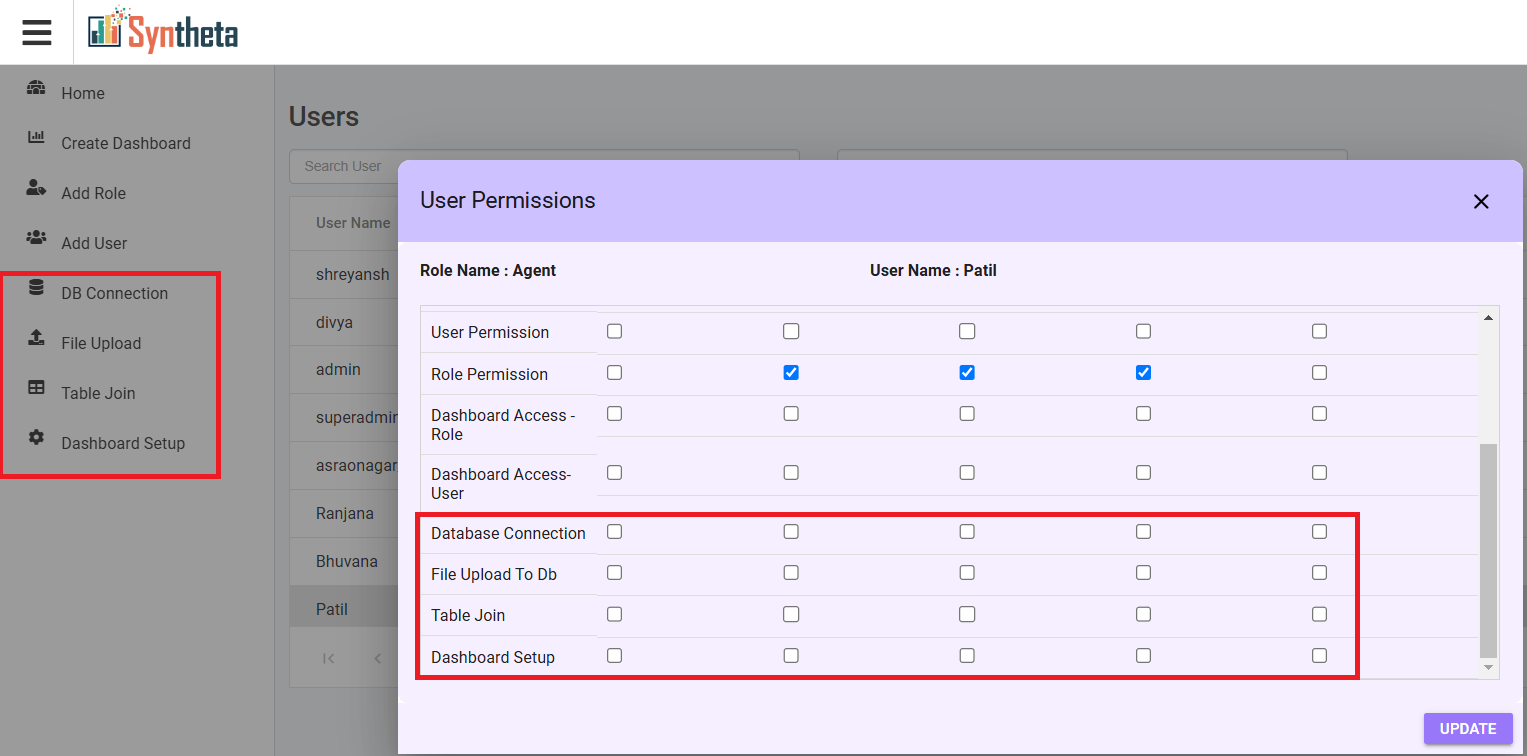 Syntheta
Home
Create Dashboard
Add Role
Add User
DB Connection
File Upload
Table Join
Dashboard Setup
Users
Search User
User Name
shreyansh
divya
admin
superadmin
asraonagar
Ranjana
Bhuvana
Patil
User Permissions
Role Name : Agent
User Name : Patil
User Permission
Role Permission
Dashboard Access -
Role
Dashboard Access-
User
Database Connection
File Upload To Db
Table Join
Dashboard Setup
UPDATE